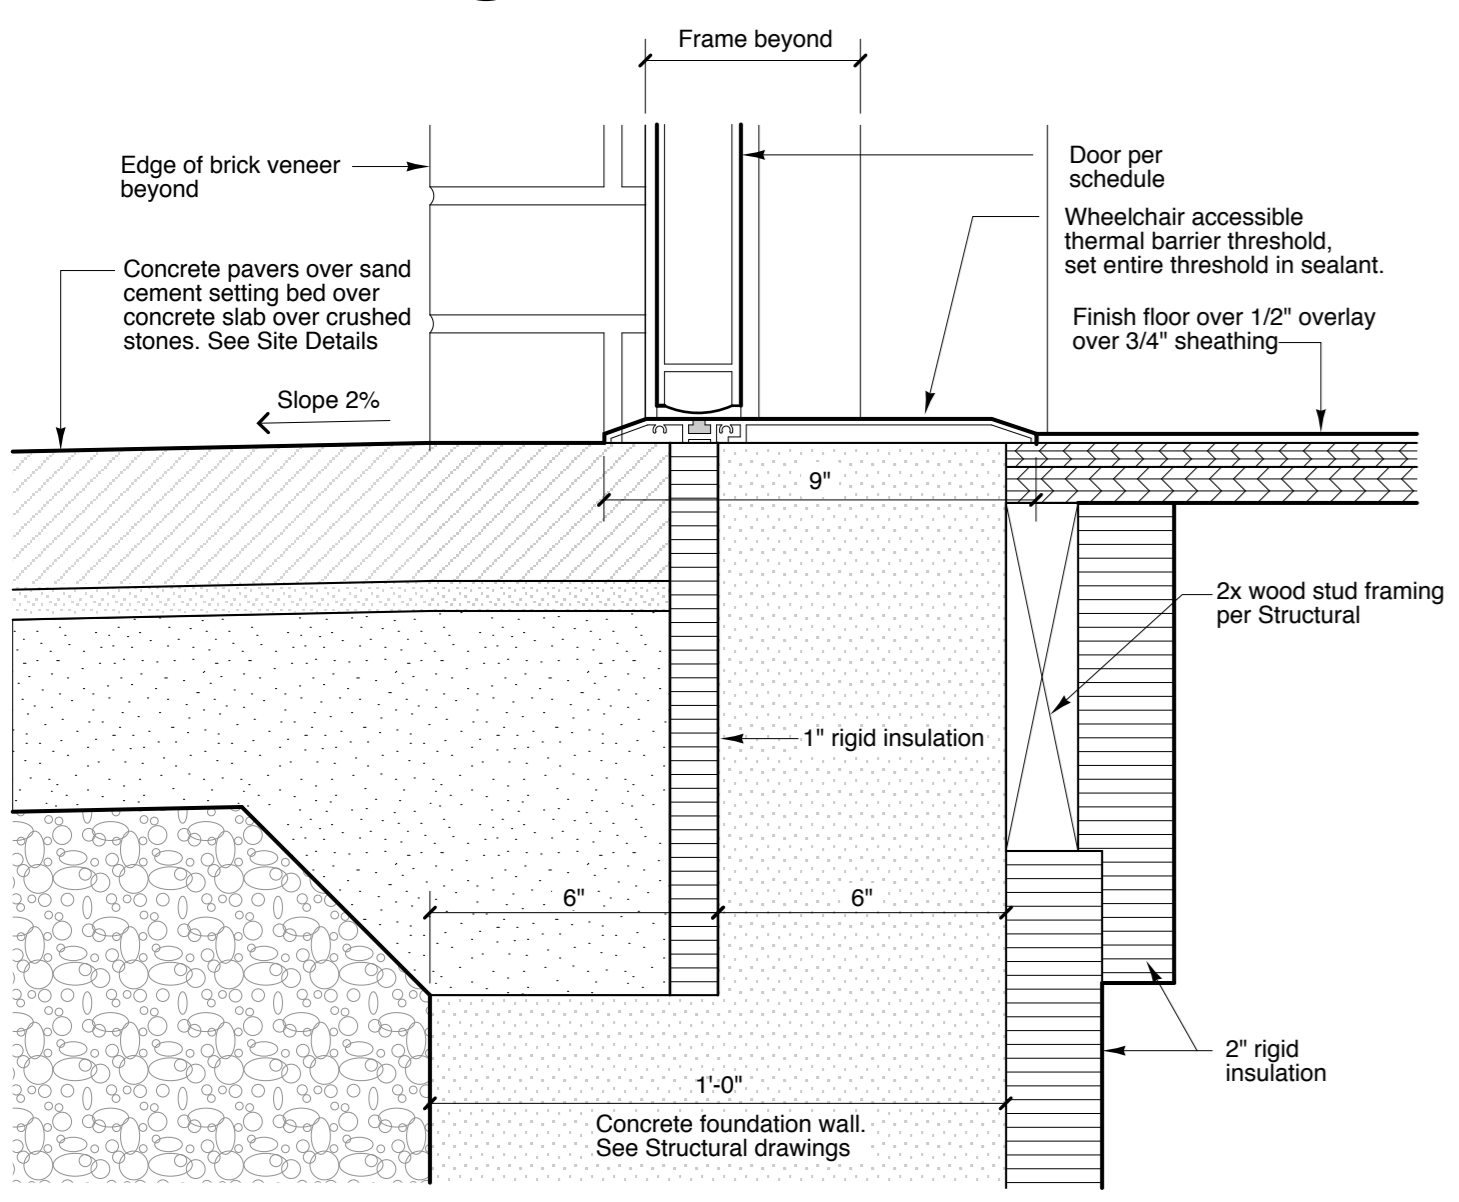 Frame beyond
Edge of brick veneer
beyond
Door per
schedule
Wheelchair accessible
thermal barrier threshold,
set entire threshold in sealant.
Concrete pavers over sand
cement setting bed over
concrete slab over crushed
stones. See Site Details
Finish floor over 1/2" overlay
over 3/4" sheathing
Slope 2%
9"
2x wood stud framing
per Structural
1" rigid insulation
6"
6"
2" rigid
insulation
1'-0"
Concrete foundation wall.
See Structural drawings